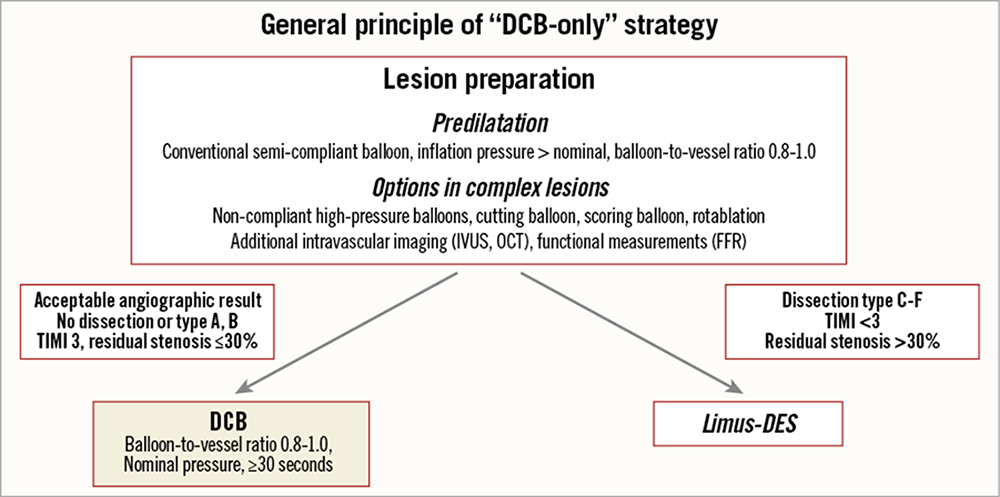 General principle of “DCB-only” strategy
Lesion preparation
Predilatation
Conventional semi-compliant balloon, inflation pressure > nominal, balloon-to-vessel ratio 0.8-1.0
Options in complex lesions
Non-compliant high-pressure balloons, cutting balloon, scoring balloon, rotablation
Additional intravascular imaging (IVUS, OCT), functional measurements (FFR)
Acceptable angiographic result
No dissection or type A, B
TIMI 3, residual stenosis ≤30%
Dissection type C-F
TIMI <3
Residual stenosis >30%
DCB
Balloon-to-vessel ratio 0.8-1.0,
Nominal pressure, ≥30 seconds
Limus-DES